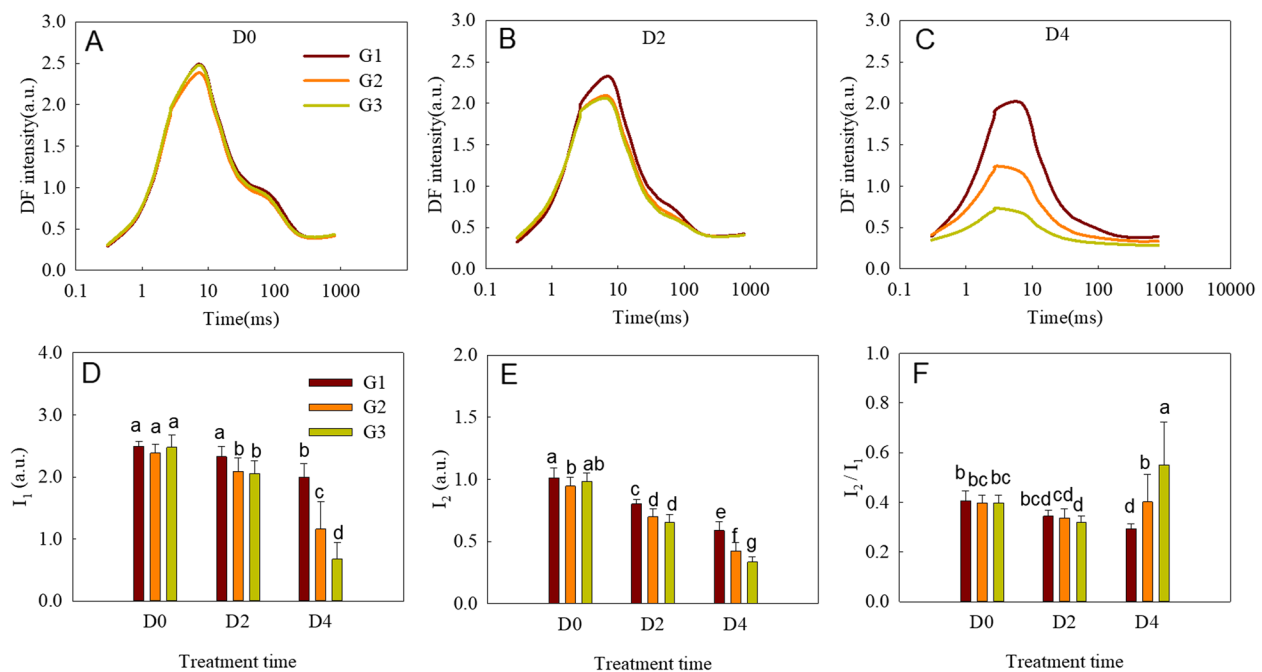 A
D0
G1
G2
G3
DF intensity(a.u.)
3.0
2.5
2.0
1.5
1.0
0.5
0.0
0.1 1 10 100 1000
Time(ms)
B
D2
DF intensity(a.u.)
3.0
2.5
2.0
1.5
1.0
0.5
0.0
0.1 1 10 100 1000
Time(ms)
C
D4
DF intensity(a.u.)
3.0
2.5
2.0
1.5
1.0
0.5
0.0
0.1 1 10 100 1000 10000
Time(ms)
D
G1
G2
G3
I1 (a.u.)
4.0
3.0
2.0
1.0
0.0
a a a
a b b
b c d
D0 D2 D4
Treatment time
E
I2 (a.u.)
2.0
1.5
1.0
0.5
0.0
a b ab
c d d
e f g
D0 D2 D4
Treatment time
F
I2 / I1
1.0
0.8
0.6
0.4
0.2
0.0
b bc bc
bcd cd d
d b a
D0 D2 D4
Treatment time